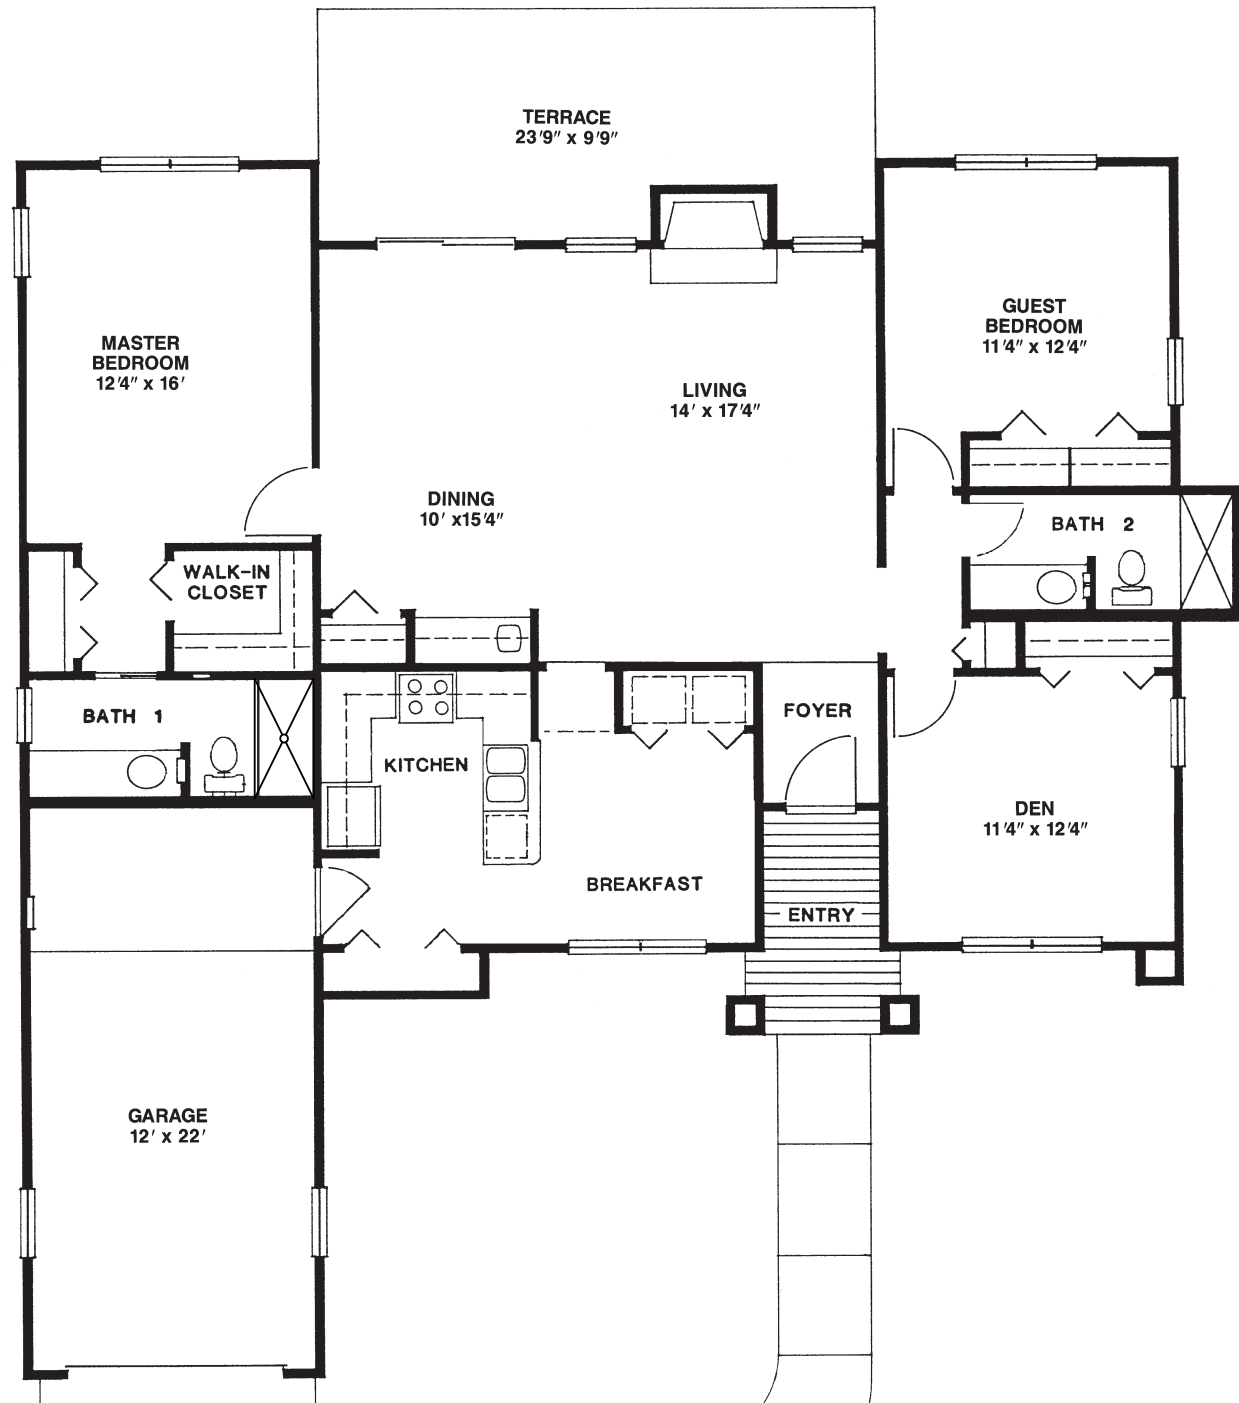 TERRACE
23'9" x 9'9"
GUEST
BEDROOM
11'4" x 12'4"
MASTER
BEDROOM
12'4" x 16'
LIVING
14' x 17'4"
DINING
10' x15'4"
BATH 2
WALK-IN
CLOSET
BATH 1
FOYER
KITCHEN
DEN
11'4" x 12'4"
BREAKFAST
ENTRY
GARAGE
12' x 22'